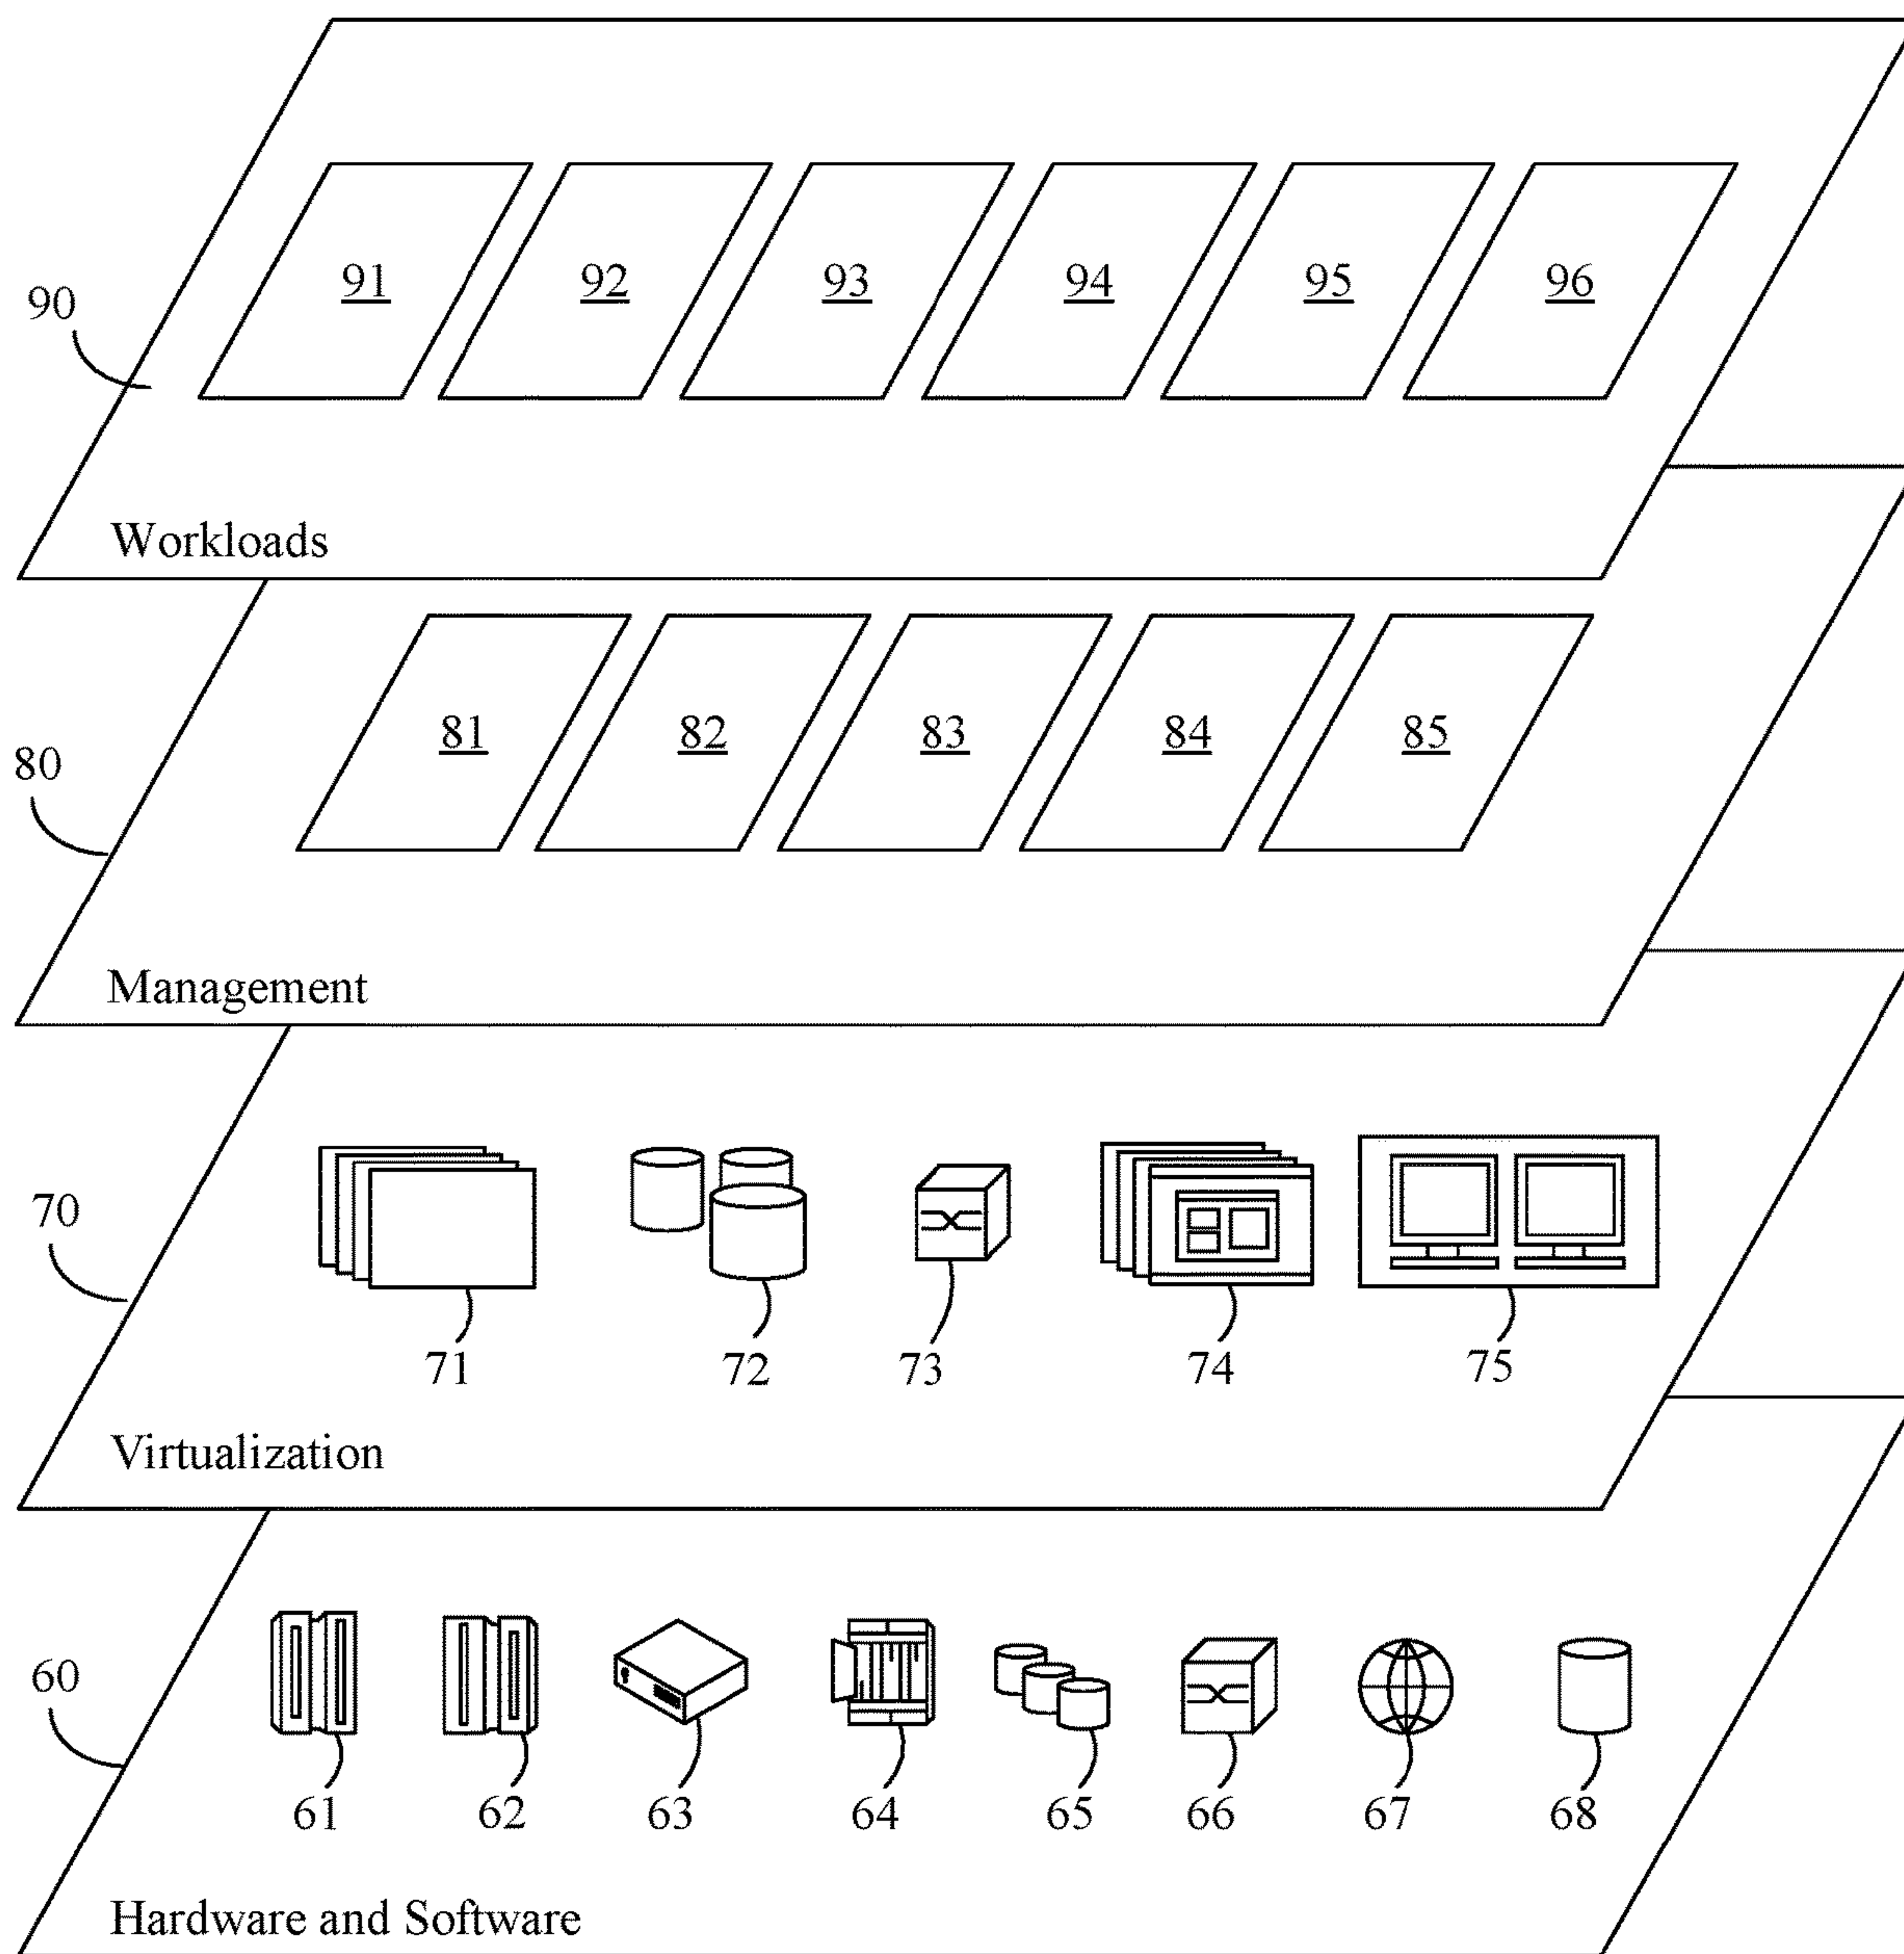 91 92 93 94 95 96
90
Workloads
81 82 83 84 85
80
Management
70
71 72 73 74 75
Virtualization
60
61 62 63 64 65 66 67 68
Hardware and Software